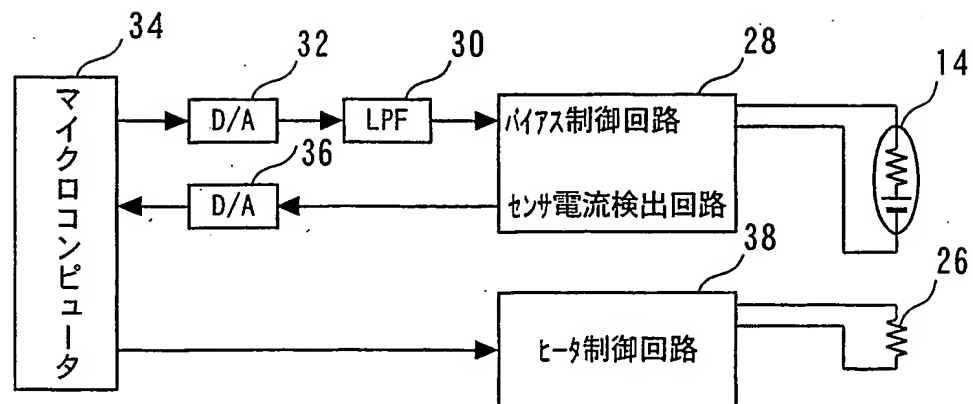 34
32
30
28
14
マイクロコンピュータ
D/A
LPF
バイアス制御回路
36
D/A
センサ電流検出回路
38
26
ヒータ制御回路